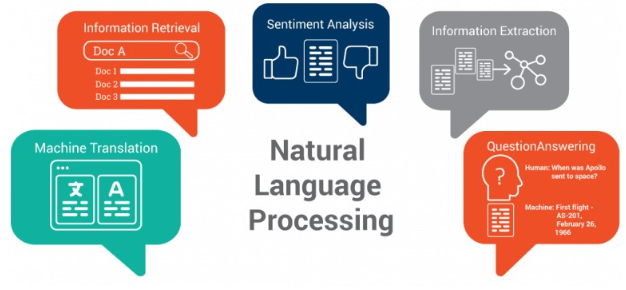 Information Retrieval
Doc A
Doc 1
Doc 2
Doc 3
Sentiment Analysis
Information Extraction
Machine Translation
文
A
Natural
Language
Processing
QuestionAnswering
?
Human: When was Apollo
sent to space?
Machine: First flight -
AS-201,
February 26,
1966